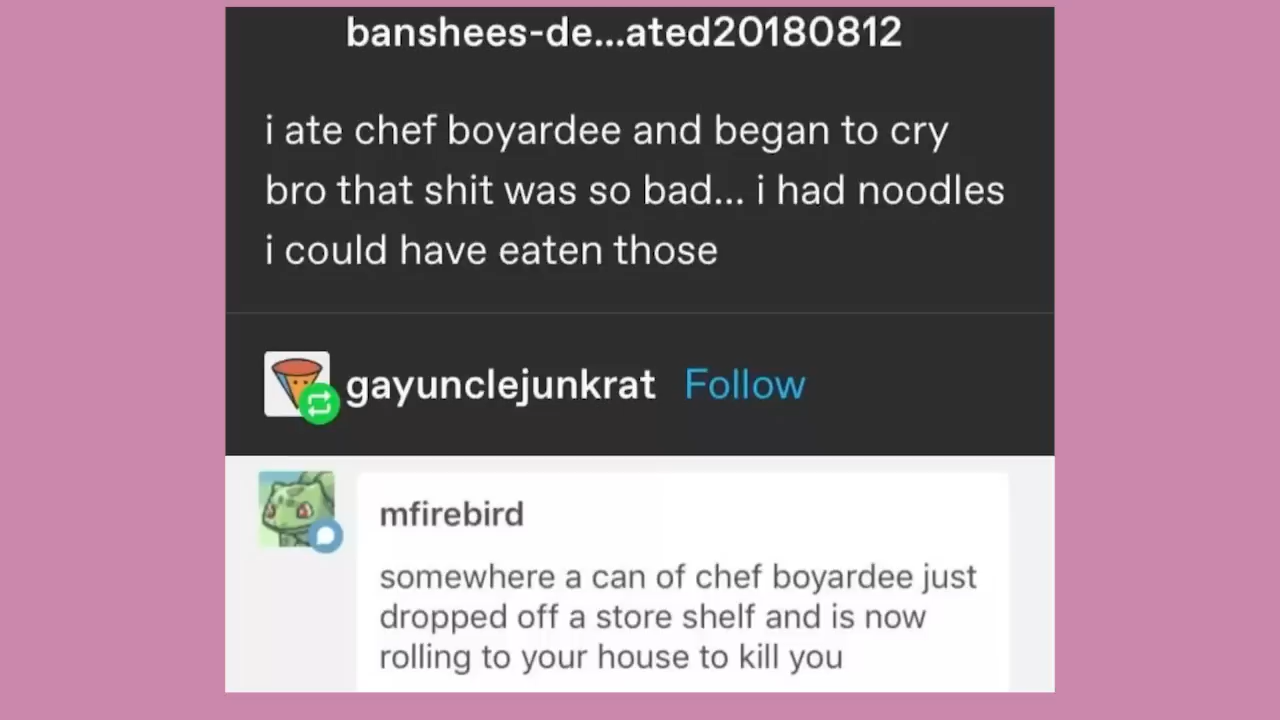 banshees-de...ated20180812
i ate chef boyardee and began to cry
bro that shit was so bad... i had noodles
i could have eaten those
gayunclejunkrat Follow
mfirebird
somewhere a can of chef boyardee just
dropped off a store shelf and is now
rolling to your house to kill you